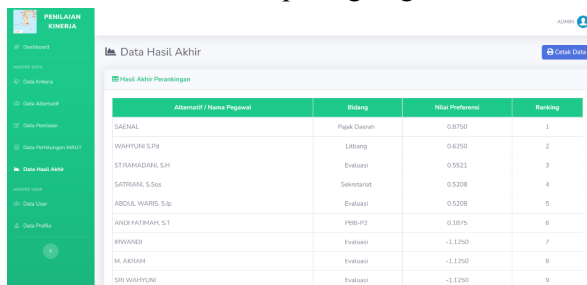 PENILAIAN
KINERJA
ADMIN
Dashboard
Data Hasil Akhir
Cetak Data
MASTER DATA
Data Kriteria
Hasil Akhir Perankingan
Data Alternatif
Alternatif / Nama Pegawai Bidang Nilai Preferensi Ranking
Data Penilaian
SAENAL Pajak Daerah 0.8750 1
Data Perhitungan MAUT
WAHYUNI S.Pd Litbang 0.6250 2
Data Hasil Akhir
ST.RAMADANI, S.H Evaluasi 0.5521 3
MASTER USER
SATRIANI, S.Sos Sekretariat 0.5208 4
Data User
ABDUL WARIS, S.Ip Evaluasi 0.5208 5
Data Profile
ANDI FATIMAH, S.T PBB-P2 0.1875 6
IRWANDI Evaluasi -1.1250 7
M. AKRAM Evaluasi -1.1250 8
SRI WAHYUNI Evaluasi -1.1250 9